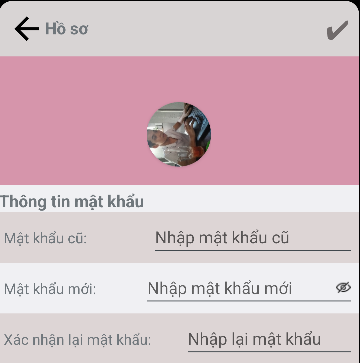 Hồ sơ
Thông tin mật khẩu
Mật khẩu cũ: Nhập mật khẩu cũ
Mật khẩu mới: Nhập mật khẩu mới
Xác nhận lại mật khẩu: Nhập lại mật khẩu